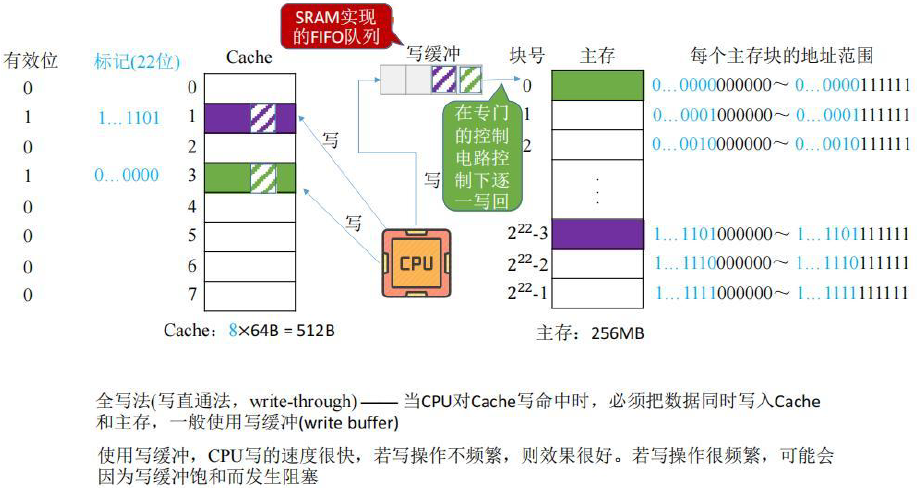 SRAM实现
的FIFO队列
有效位 标记(22位) Cache 写缓冲 块号 主存 每个主存块的地址范围
0 0 0 0…0000000000～ 0…0000111111
1 1…1101 1 1 0…0001000000～ 0…0001111111
0 2 2 0…0010000000～ 0…0010111111
1 0…0000 3
0 4
0 5 2²²-3 1…1101000000～ 1…1101111111
0 6 2²²-2 1…1110000000～ 1…1110111111
0 7 2²²-1 1…1111000000～ 1…1111111111
写
写
写
在专门
的控制
电路控
制下逐
一写回
CPU
Cache：8×64B = 512B
主存：256MB
全写法(写直通法，write-through)—— 当CPU对Cache写命中时，必须把数据同时写入Cache
和主存，一般使用写缓冲(write buffer)
使用写缓冲，CPU写的速度很快，若写操作不频繁，则效果很好。若写操作很频繁，可能会
因为写缓冲饱和而发生阻塞